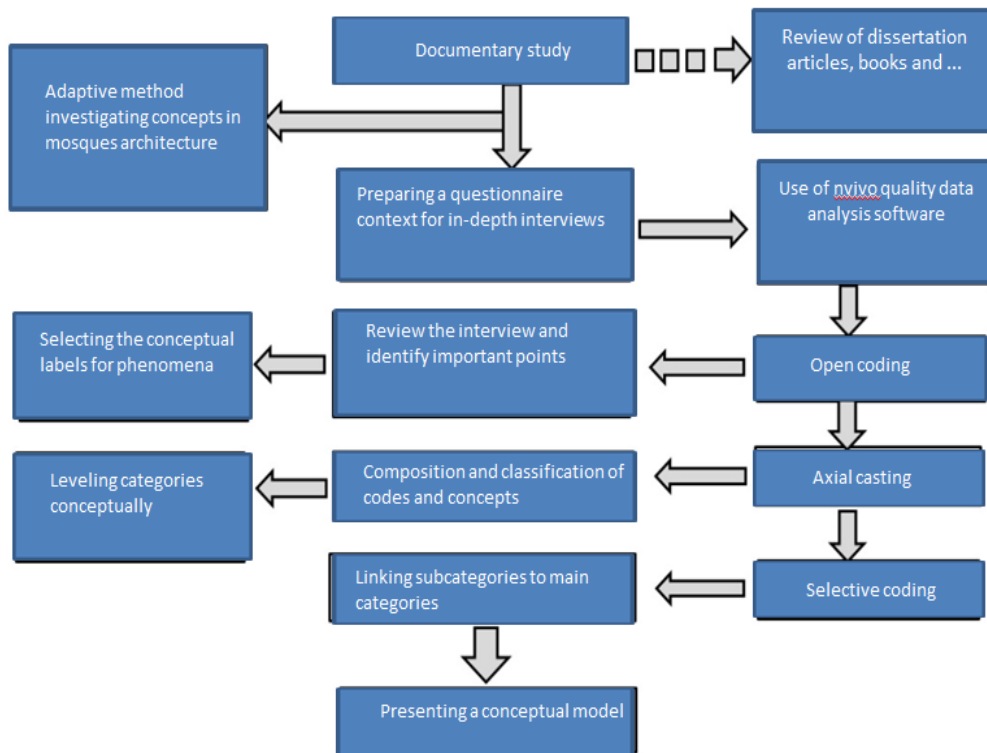 Documentary study
Review of dissertation
articles, books and ...
Adaptive method
investigating concepts in
mosques architecture
Preparing a questionnaire
context for in-depth interviews
Use of nvivo quality data
analysis software
Selecting the conceptual
labels for phenomena
Review the interview and
identify important points
Open coding
Leveling categories
conceptually
Composition and classification of
codes and concepts
Axial casting
Linking subcategories to main
categories
Selective coding
Presenting a conceptual model